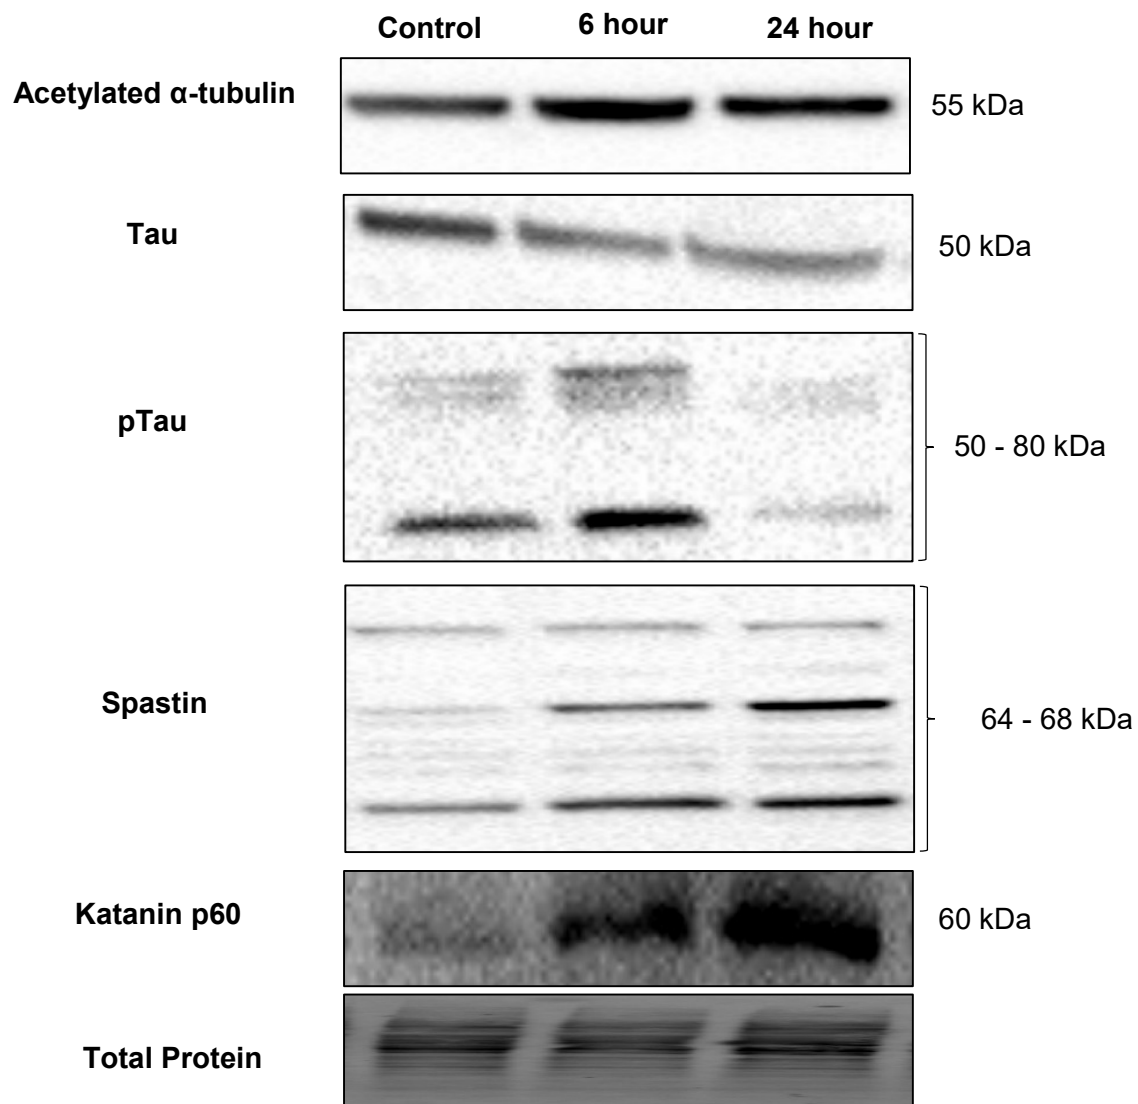 Control 6 hour 24 hour
Acetylated α-tubulin 55 kDa
Tau 50 kDa
pTau 50 - 80 kDa
Spastin 64 - 68 kDa
Katanin p60 60 kDa
Total Protein